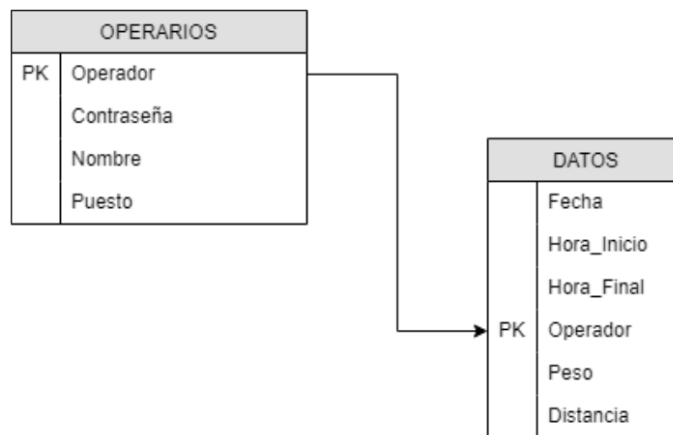 OPERARIOS
PK Operador
Contraseña
Nombre
Puesto
DATOS
Fecha
Hora_Inicio
Hora_Final
PK Operador
Peso
Distancia